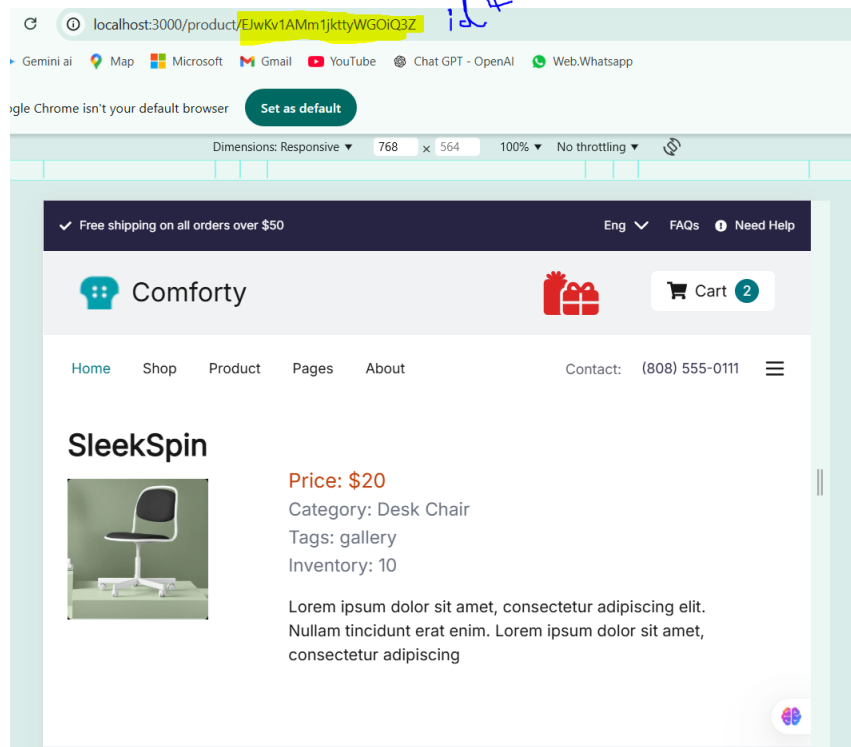 localhost:3000/product/EJwKv1AMm1jkttyWGOiQ3Z id
Gemini ai Map Microsoft Gmail YouTube Chat GPT - OpenAI Web.Whatsapp
Chrome isn't your default browser Set as default
Dimensions: Responsive 768 x 564 100% No throttling
Free shipping on all orders over $50 Eng FAQs Need Help
Comforty Cart 2
Home Shop Product Pages About Contact: (808) 555-0111
SleekSpin
Price: $20
Category: Desk Chair
Tags: gallery
Inventory: 10
Lorem ipsum dolor sit amet, consectetur adipiscing elit.
Nullam tincidunt erat enim. Lorem ipsum dolor sit amet,
consectetur adipiscing